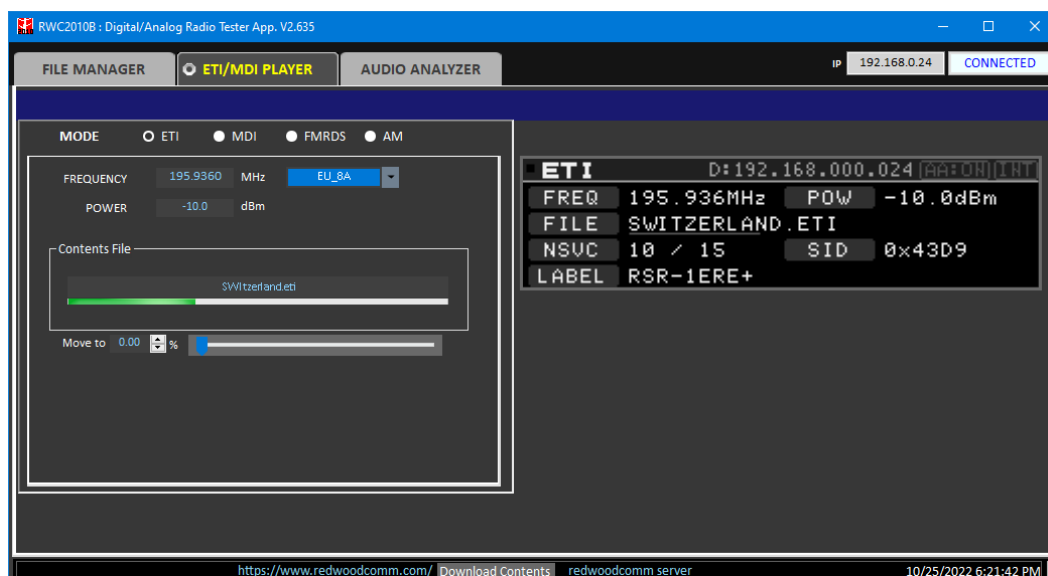 RWC2010B : Digital/Analog Radio Tester App. V2.635
FILE MANAGER ETI/MDI PLAYER AUDIO ANALYZER IP 192.168.0.24 CONNECTED
MODE ETI MDI FMRDS AM
FREQUENCY 195.9360 MHz EU_8A
POWER -10.0 dBm
Contents File
SWItzerland.eti
Move to 0.00 %
ETI D:192.168.000.024 AA:ON INT
FREQ 195.936MHz POW -10.0dBm
FILE SWITZERLAND.ETI
NSVC 10 / 15 SID 0x43D9
LABEL RSR-1ERE+
https://www.redwoodcomm.com/ Download Contents redwoodcomm server 10/25/2022 6:21:42 PM